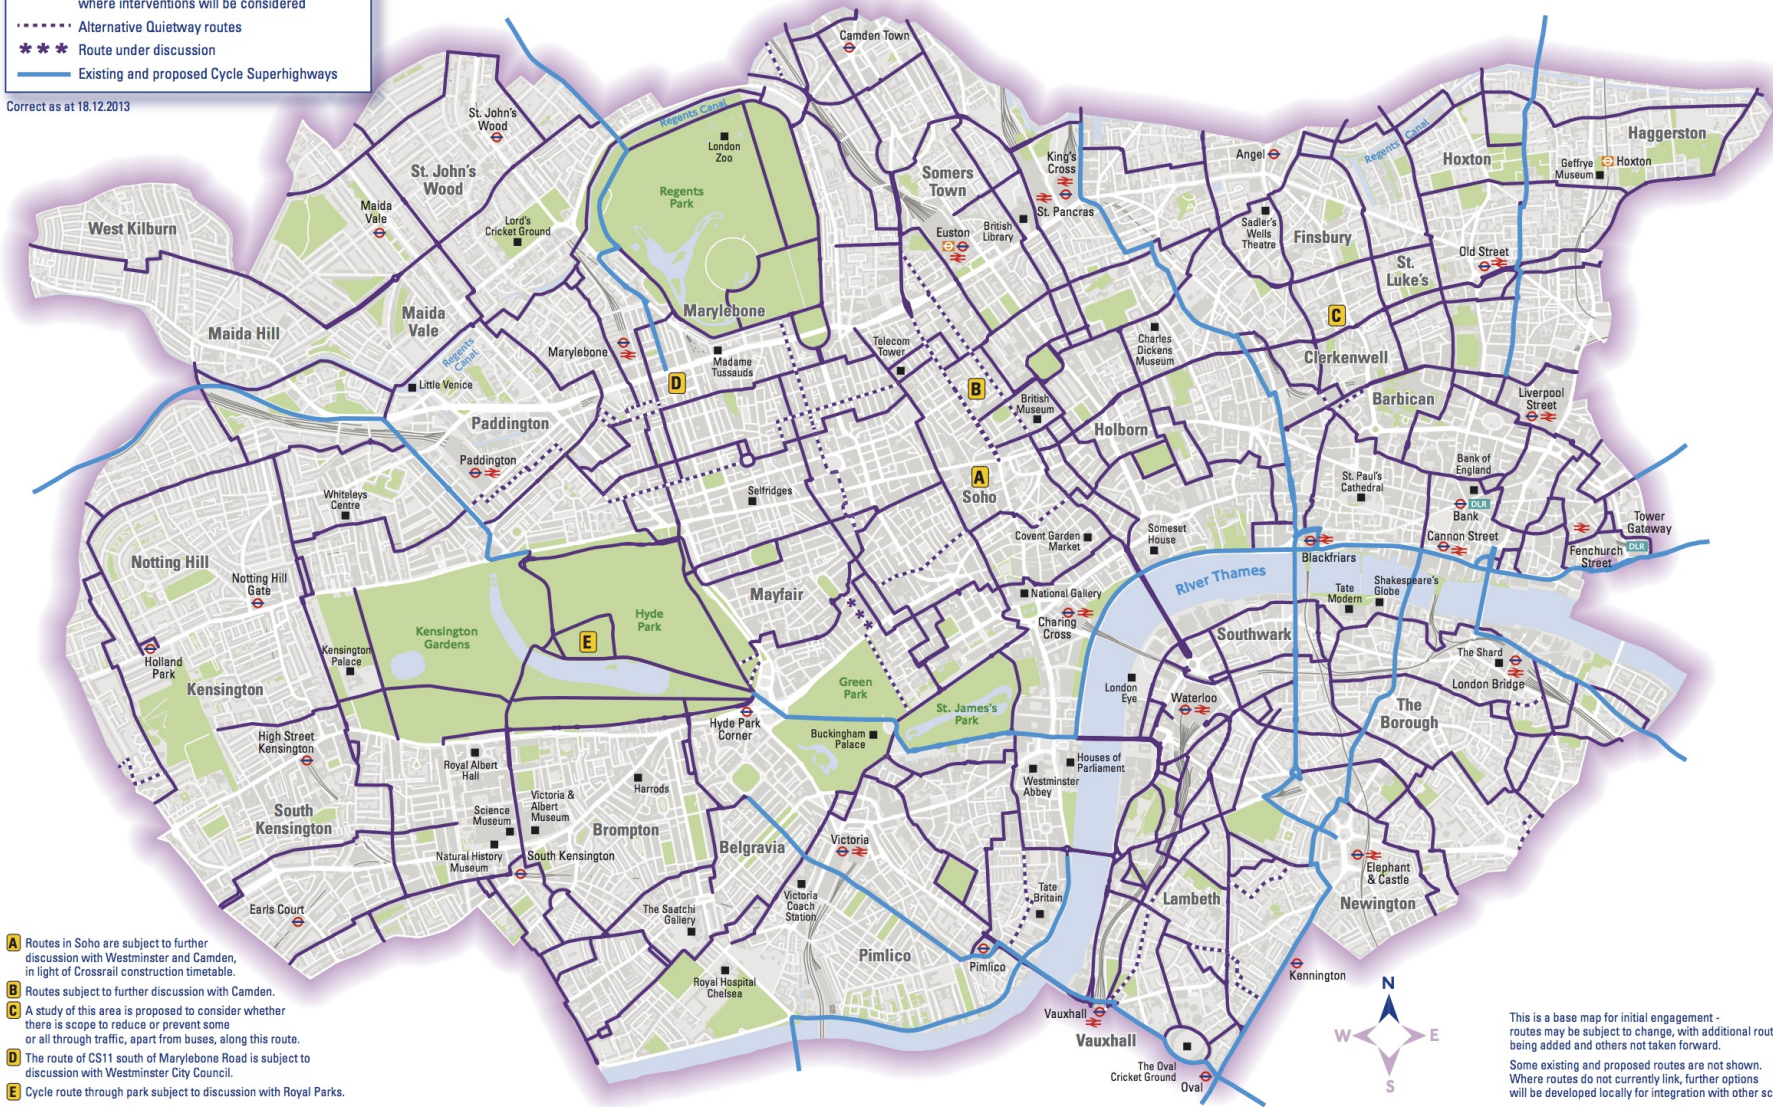 where interventions will be considered
Alternative Quietway routes
Route under discussion
Existing and proposed Cycle Superhighways
Correct as at 18.12.2013
Camden Town
St. John's
Wood
Regents Canal
London
Zoo
St. John's
Wood
Regents
Park
Somers
Town
King's
Cross
St. Pancras
Angel
Regents Canal
Hoxton
Haggerston
Geffrye
Museum
Hoxton
West Kilburn
Maida
Vale
Lord's
Cricket Ground
Euston
British
Library
Sadler's
Wells
Theatre
Finsbury
St.
Luke's
Old Street
Maida Hill
Maida
Vale
Marylebone
Regents
Canal
Marylebone
Madame
Tussauds
Telecom
Tower
Charles
Dickens
Museum
C
Clerkenwell
Little Venice
D
B
British
Museum
Barbican
Liverpool
Street
Paddington
Holborn
Paddington
Whiteleys
Centre
Selfridges
A
Soho
St. Paul's
Cathedral
Bank of
England
DLR
Bank
Covent Garden
Market
Someset
House
Cannon Street
Tower
Gateway
DLR
Fenchurch
Street
Blackfriars
Notting Hill
Notting Hill
Gate
Mayfair
National Gallery
River Thames
Tate
Modern
Shakespeare's
Globe
Hyde
Park
Kensington
Gardens
E
Charing
Cross
Southwark
Holland
Park
Kensington
Palace
Kensington
Green
Park
St. James's
Park
London
Eye
Waterloo
The Shard
London Bridge
The
Borough
Hyde Park
Corner
High Street
Kensington
Royal Albert
Hall
Buckingham
Palace
Westminster
Abbey
Houses of
Parliament
Harrods
South
Kensington
Science
Museum
Victoria &
Albert
Museum
Brompton
Belgravia
Victoria
Natural History
Museum
South Kensington
Elephant
& Castle
Newington
Earls Court
The Saatchi
Gallery
Victoria
Coach
Station
Tate
Britain
Lambeth
Pimlico
Pimlico
Royal Hospital
Chelsea
Kennington
Vauxhall
Vauxhall
The Oval
Cricket Ground
Oval
N
W
E
S
A Routes in Soho are subject to further
discussion with Westminster and Camden,
in light of Crossrail construction timetable.
B Routes subject to further discussion with Camden.
C A study of this area is proposed to consider whether
there is scope to reduce or prevent some
or all through traffic, apart from buses, along this route.
D The route of CS11 south of Marylebone Road is subject to
discussion with Westminster City Council.
E Cycle route through park subject to discussion with Royal Parks.
This is a base map for initial engagement -
routes may be subject to change, with additional rout
being added and others not taken forward.
Some existing and proposed routes are not shown.
Where routes do not currently link, further options
will be developed locally for integration with other sc